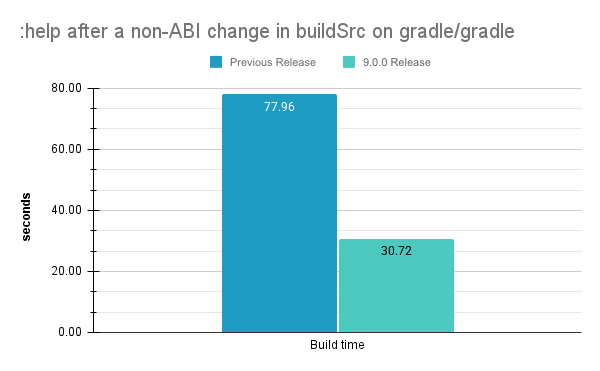 :help after a non-ABI change in buildSrc on gradle/gradle
Previous Release
9.0.0 Release
80.00
60.00
40.00
20.00
0.00
seconds
77.96
30.72
Build time